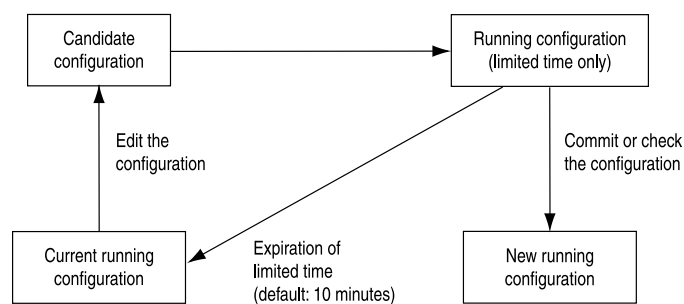 Candidate
configuration
Running configuration
(limited time only)
Edit the
configuration
Commit or check
the configuration
Current running
configuration
Expiration of
limited time
(default: 10 minutes)
New running
configuration